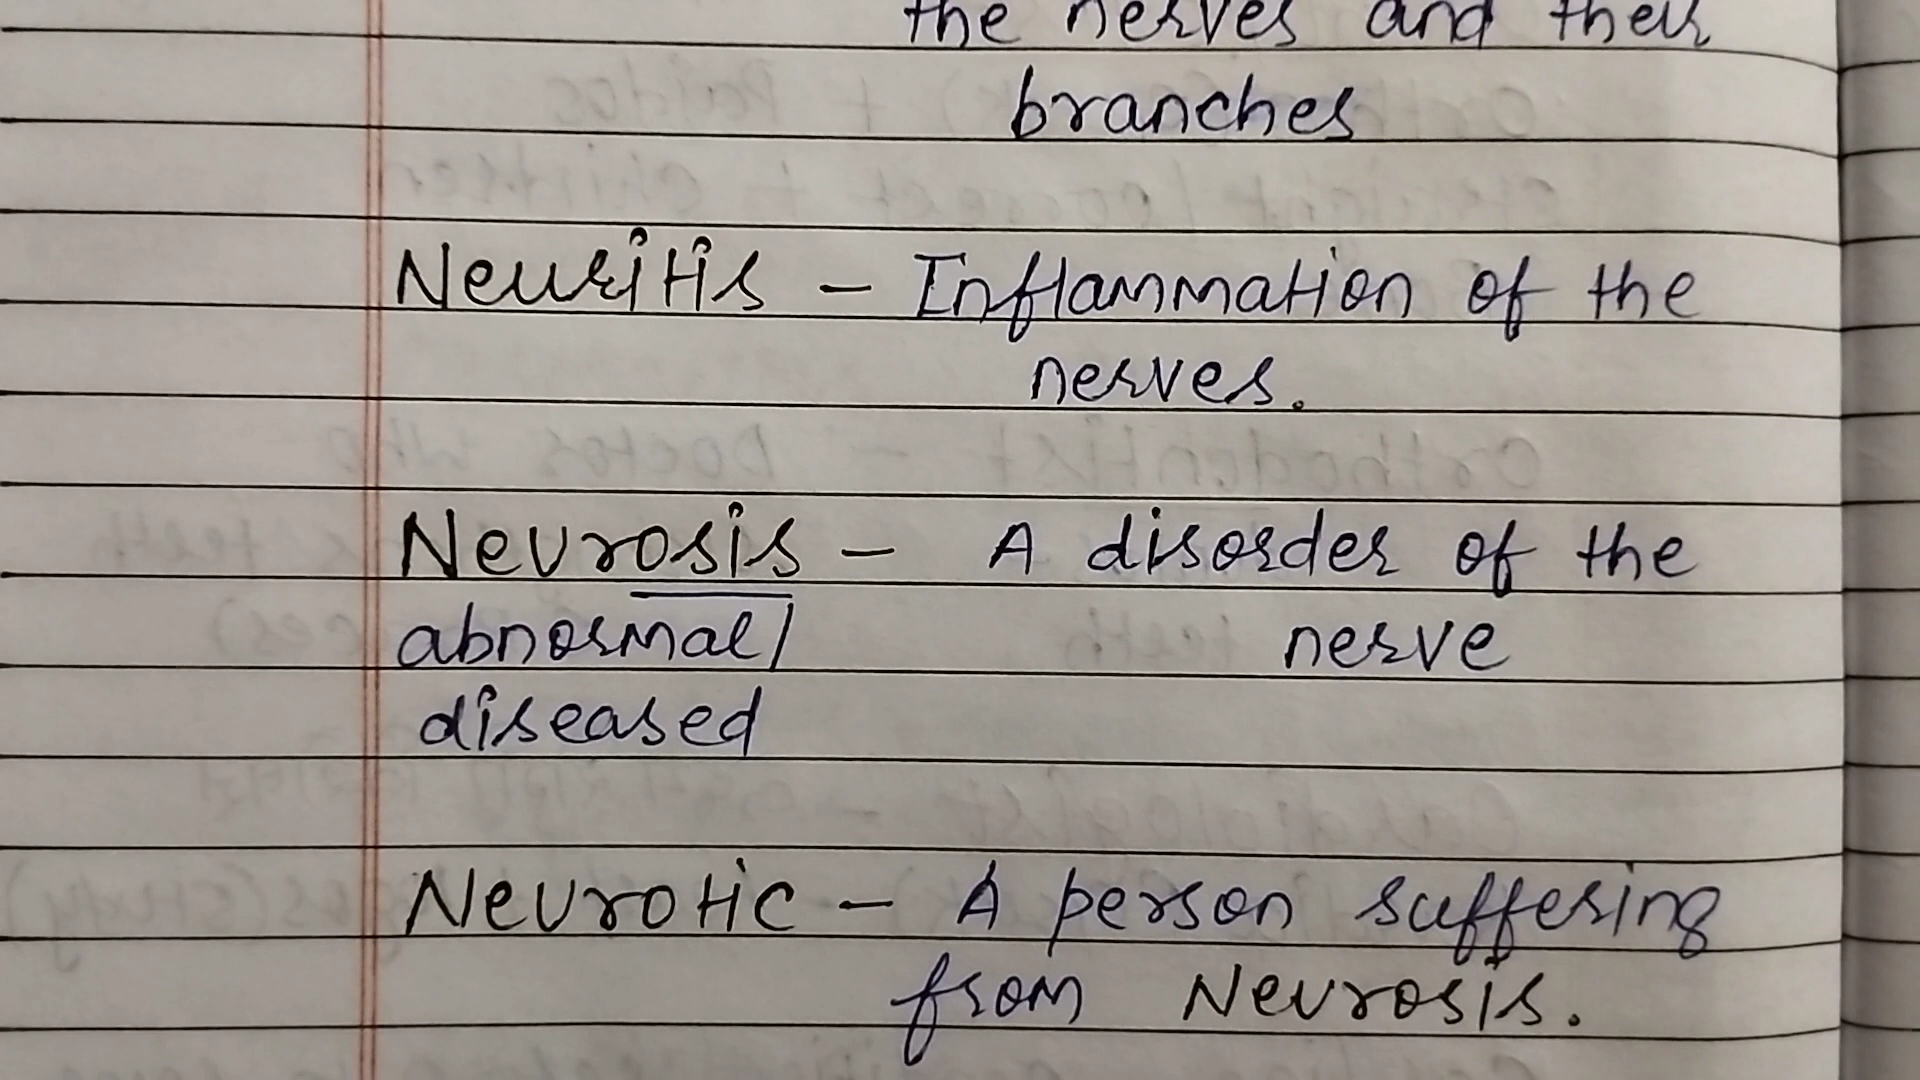 the nerves and their
branches
Neuritis - Inflammation of the
nerves.
Neurosis - A disorder of the
abnormal/ nerve
diseased
Neurotic - A person suffering
from Neurosis.